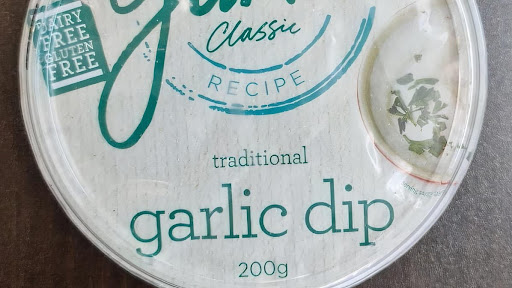 DAIRY
FREE
GLUTEN
FREE
Classic
RECIPE
traditional
garlic dip
200g